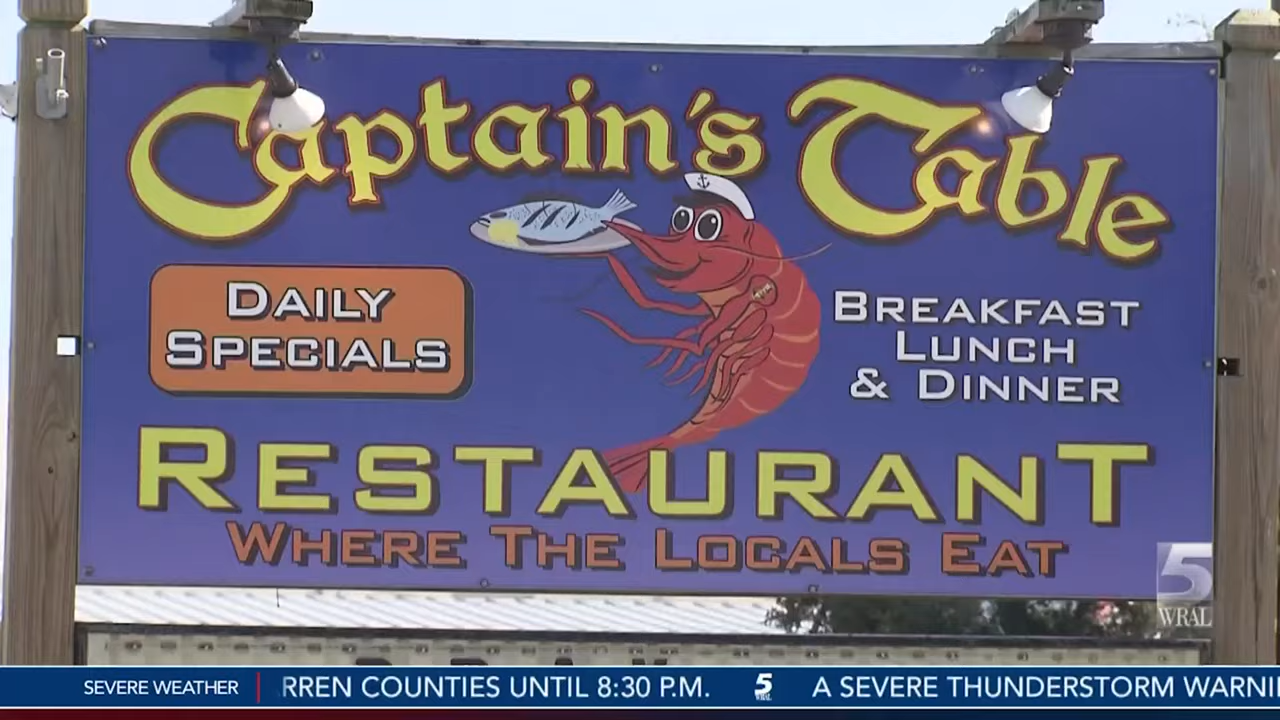 Captain's Table
DAILY
SPECIALS
BREAKFAST
LUNCH
& DINNER
RESTAURANT
WHERE THE LOCALS EAT
5
WRAL
SEVERE WEATHER
RREN COUNTIES UNTIL 8:30 P.M.
5
A SEVERE THUNDERSTORM WARNI